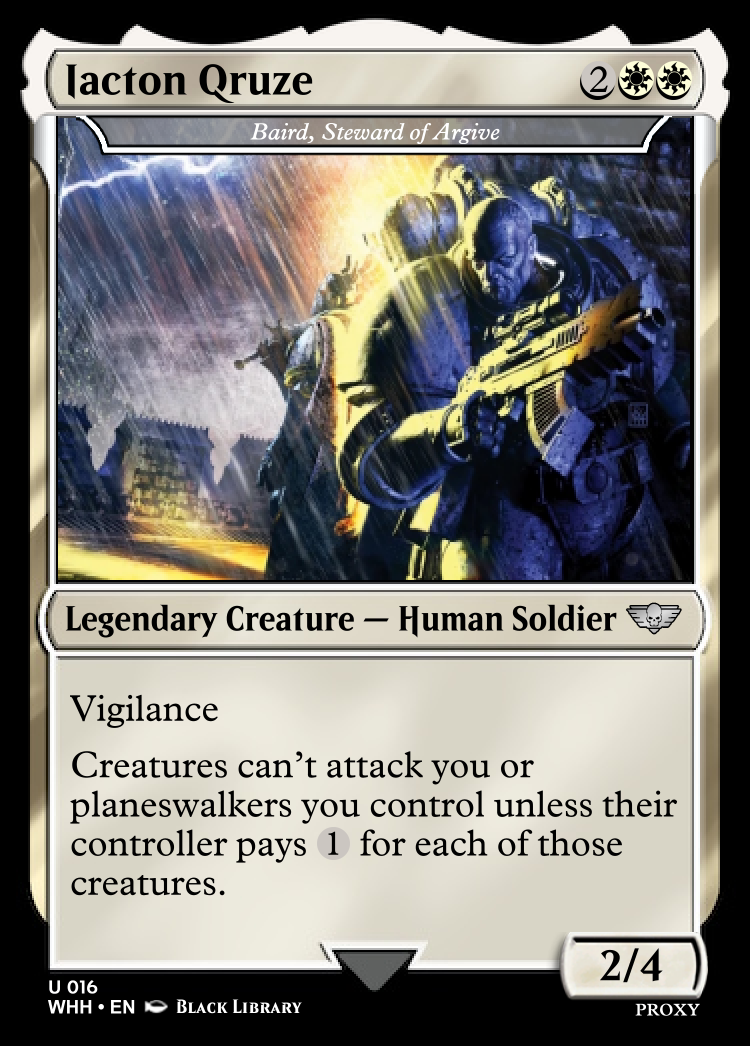 Iacton Qruze 2
Baird, Steward of Argive
Legendary Creature — Human Soldier
Vigilance
Creatures can't attack you or
planeswalkers you control unless their
controller pays 1 for each of those
creatures.
2/4
U 016
WHH • EN BLACK LIBRARY
PROXY